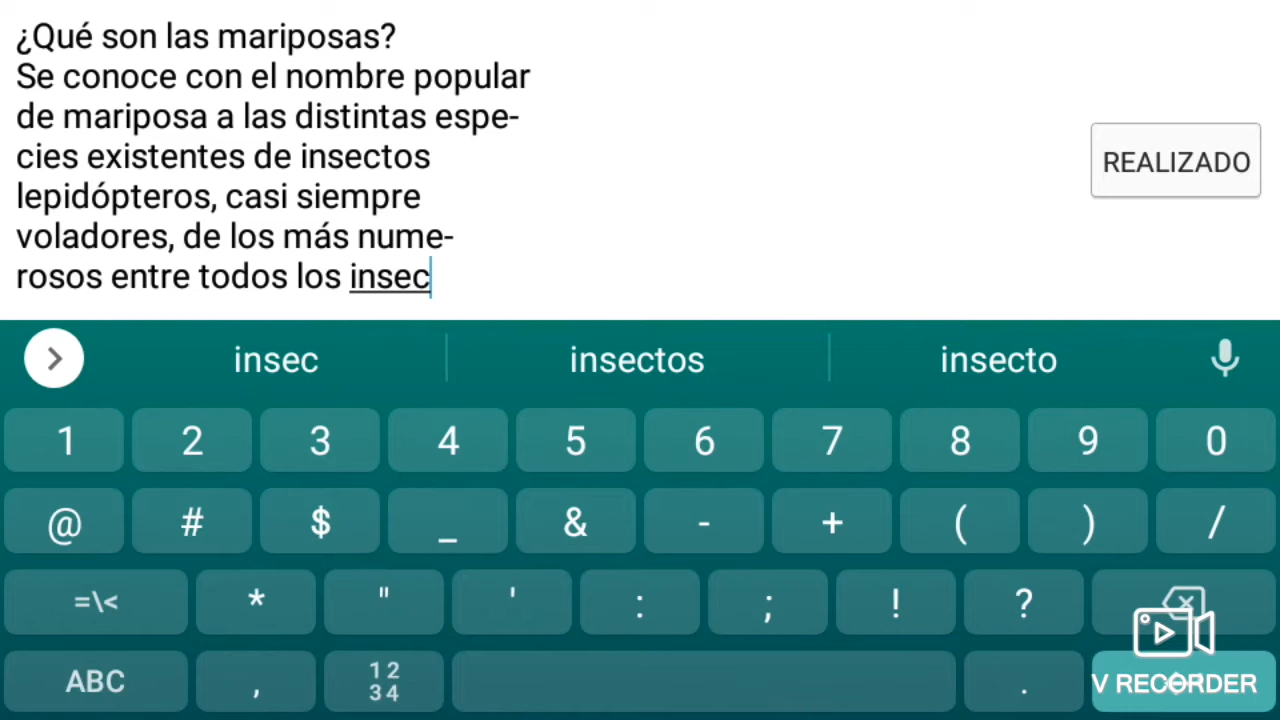 ¿Qué son las mariposas?
Se conoce con el nombre popular
de mariposa a las distintas espe-
cies existentes de insectos
lepidópteros, casi siempre
voladores, de los más nume-
rosos entre todos los insec
REALIZADO
insec insectos insecto
1 2 3 4 5 6 7 8 9 0
@ # $ _ & - + ( ) /
=\< * " ' : ; ! ?
ABC , 12 .
34
V RECORDER